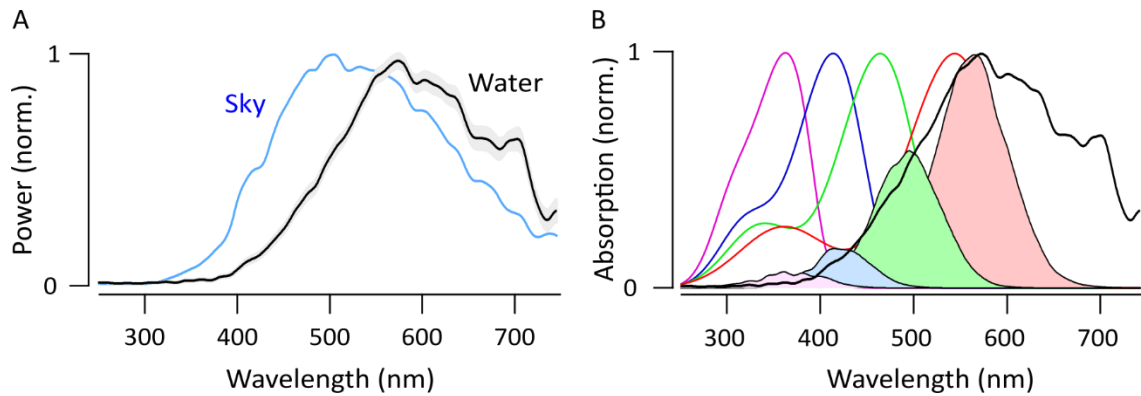 A
Power (norm.)
1
0
Sky
Water
300 400 500 600 700
Wavelength (nm)
B
Absorption (norm.)
1
0
300 400 500 600 700
Wavelength (nm)